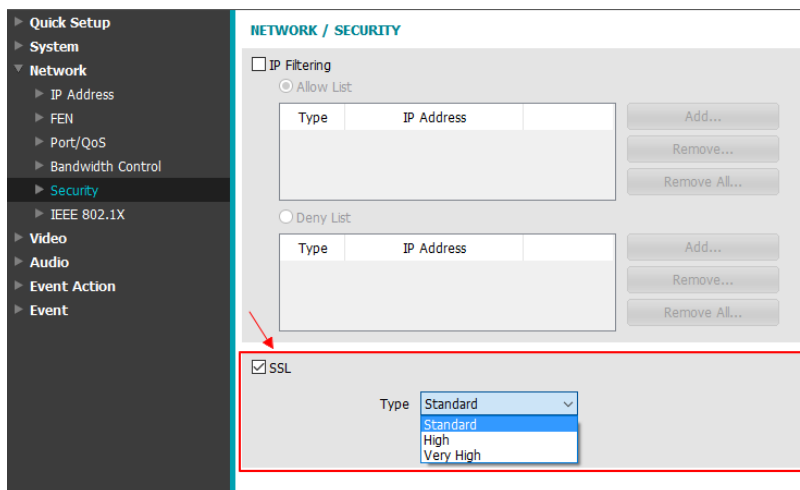 Quick Setup
System
Network
IP Address
FEN
Port/QoS
Bandwidth Control
Security
IEEE 802.1X
Video
Audio
Event Action
Event
NETWORK / SECURITY
IP Filtering
Allow List
Type IP Address
Add...
Remove...
Remove All...
Deny List
Type IP Address
Add...
Remove...
Remove All...
SSL
Type Standard
Standard
High
Very High